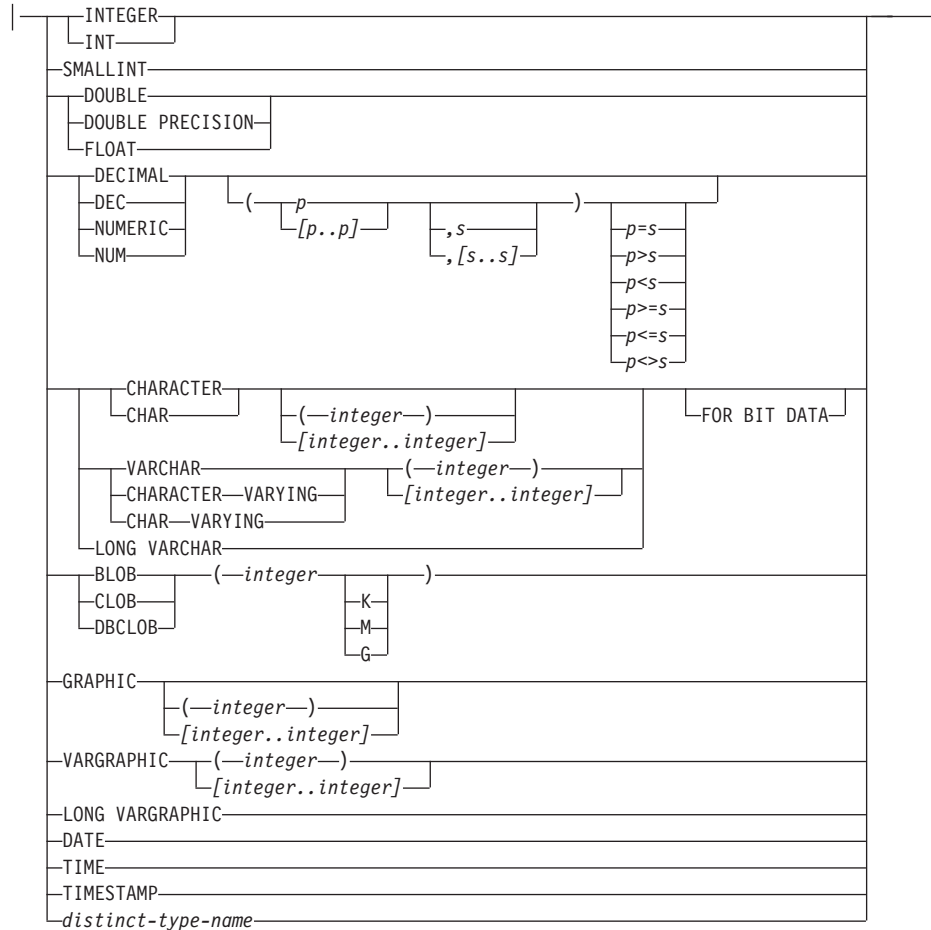 INTEGER
INT
SMALLINT
DOUBLE
DOUBLE PRECISION
FLOAT
DECIMAL
DEC ( p )
NUMERIC [p..p] ,s p=s
NUM ,[s..s] p>s
p<s
p>=s
p<=s
p<>s
CHARACTER
CHAR (integer) FOR BIT DATA
[integer..integer]
VARCHAR (integer)
CHARACTER VARYING [integer..integer]
CHAR VARYING
LONG VARCHAR
BLOB (integer )
CLOB K
DBCLOB M
G
GRAPHIC
(integer)
[integer..integer]
VARGRAPHIC (integer)
[integer..integer]
LONG VARGRAPHIC
DATE
TIME
TIMESTAMP
distinct-type-name